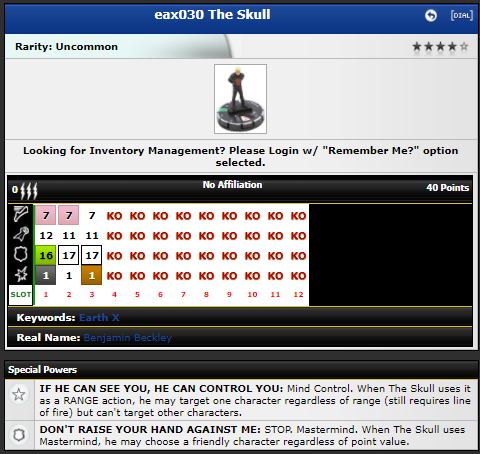 eax030 The Skull [DIAL]
Rarity: Uncommon
Looking for Inventory Management? Please Login w/ "Remember Me?" option
selected.
0 No Affiliation 40 Points
7 7 7 KO KO KO KO KO KO KO KO KO
12 11 11 KO KO KO KO KO KO KO KO KO
16 17 17 KO KO KO KO KO KO KO KO KO
1 1 1 KO KO KO KO KO KO KO KO KO
SLOT 1 2 3 4 5 6 7 8 9 10 11 12
Keywords: Earth X
Real Name: Benjamin Beckley
Special Powers
IF HE CAN SEE YOU, HE CAN CONTROL YOU: Mind Control. When The Skull uses it
as a RANGE action, he may target one character regardless of range (still requires line
of fire) but can't target other characters.
DON'T RAISE YOUR HAND AGAINST ME: STOP. Mastermind. When The Skull uses
Mastermind, he may choose a friendly character regardless of point value.